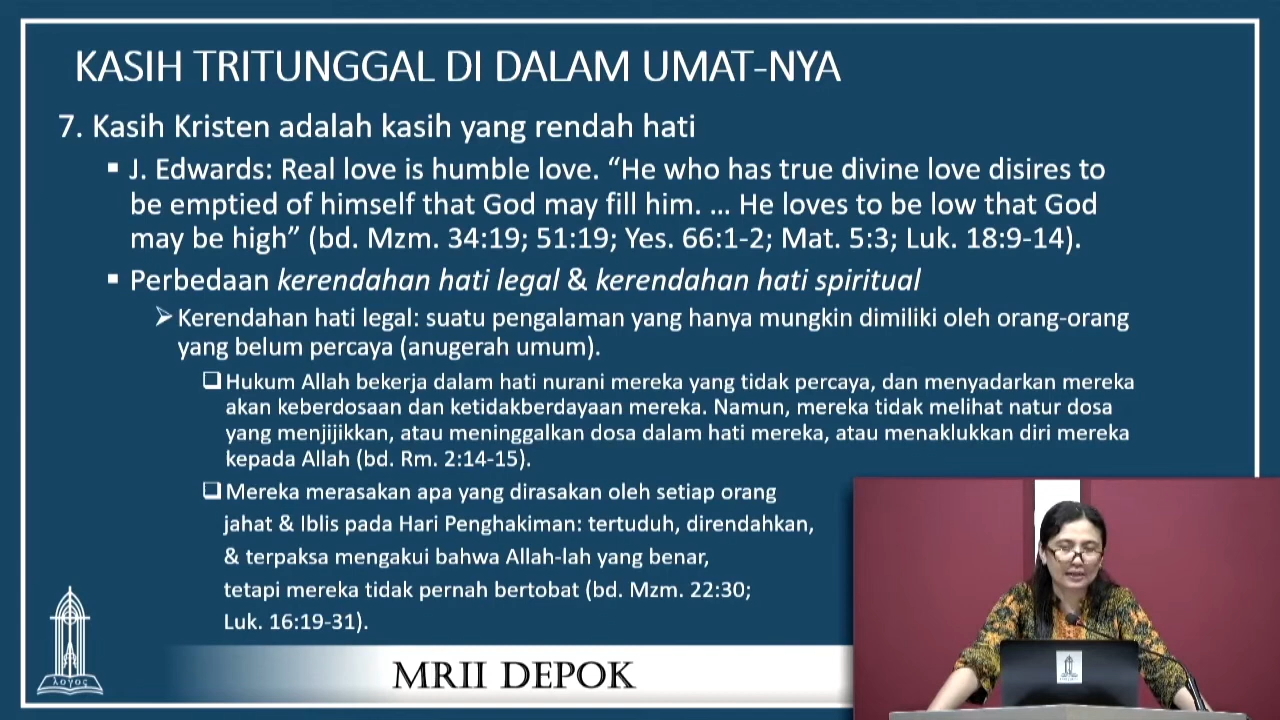 KASIH TRITUNGGAL DI DALAM UMAT-NYA
7. Kasih Kristen adalah kasih yang rendah hati
▪ J. Edwards: Real love is humble love. “He who has true divine love disires to
be emptied of himself that God may fill him. … He loves to be low that God
may be high” (bd. Mzm. 34:19; 51:19; Yes. 66:1-2; Mat. 5:3; Luk. 18:9-14).
▪ Perbedaan kerendahan hati legal & kerendahan hati spiritual
➢ Kerendahan hati legal: suatu pengalaman yang hanya mungkin dimiliki oleh orang-orang
yang belum percaya (anugerah umum).
❑ Hukum Allah bekerja dalam hati nurani mereka yang tidak percaya, dan menyadarkan mereka
akan keberdosaan dan ketidakberdayaan mereka. Namun, mereka tidak melihat natur dosa
yang menjijikkan, atau meninggalkan dosa dalam hati mereka, atau menaklukkan diri mereka
kepada Allah (bd. Rm. 2:14-15).
❑ Mereka merasakan apa yang dirasakan oleh setiap orang
jahat & Iblis pada Hari Penghakiman: tertuduh, direndahkan,
& terpaksa mengakui bahwa Allah-lah yang benar,
tetapi mereka tidak pernah bertobat (bd. Mzm. 22:30;
Luk. 16:19-31).
λογος
MRII DEPOK